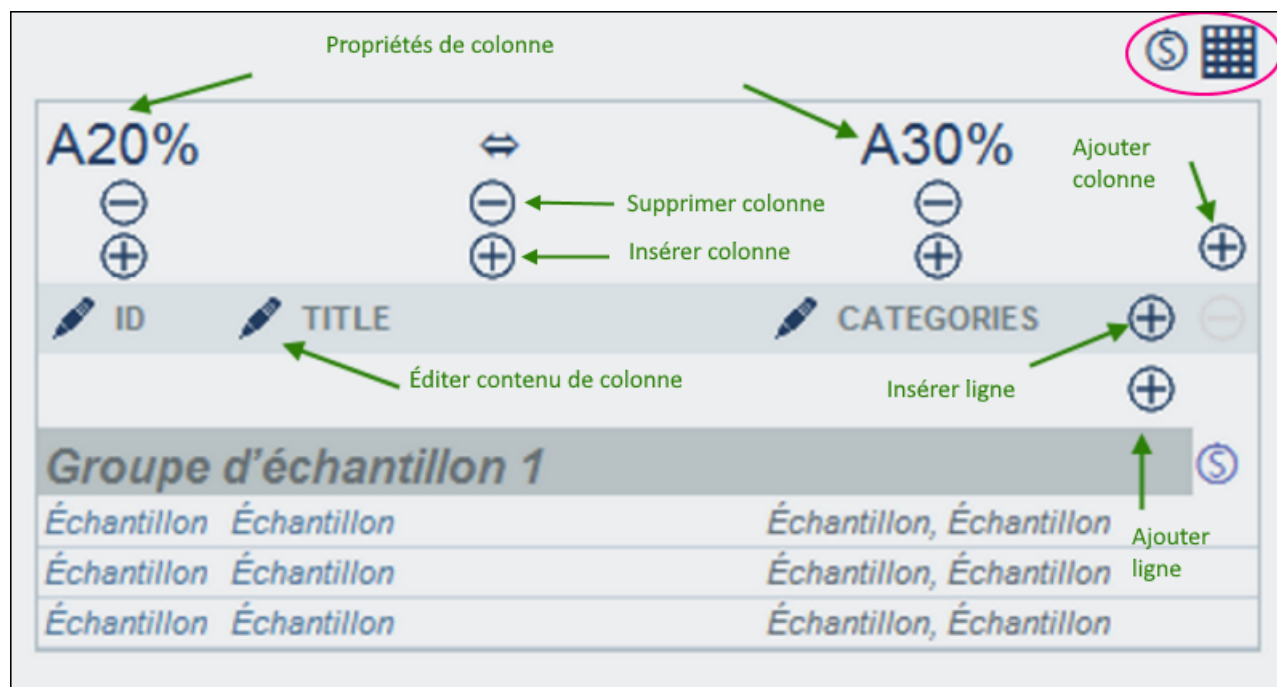 Propriétés de colonne
A20%
A30%
Ajouter
colonne
Supprimer colonne
Insérer colonne
ID TITLE CATEGORIES
Éditer contenu de colonne
Insérer ligne
Groupe d’échantillon 1
Échantillon Échantillon Échantillon, Échantillon
Ajouter
ligne
Échantillon Échantillon Échantillon, Échantillon
Échantillon Échantillon Échantillon, Échantillon